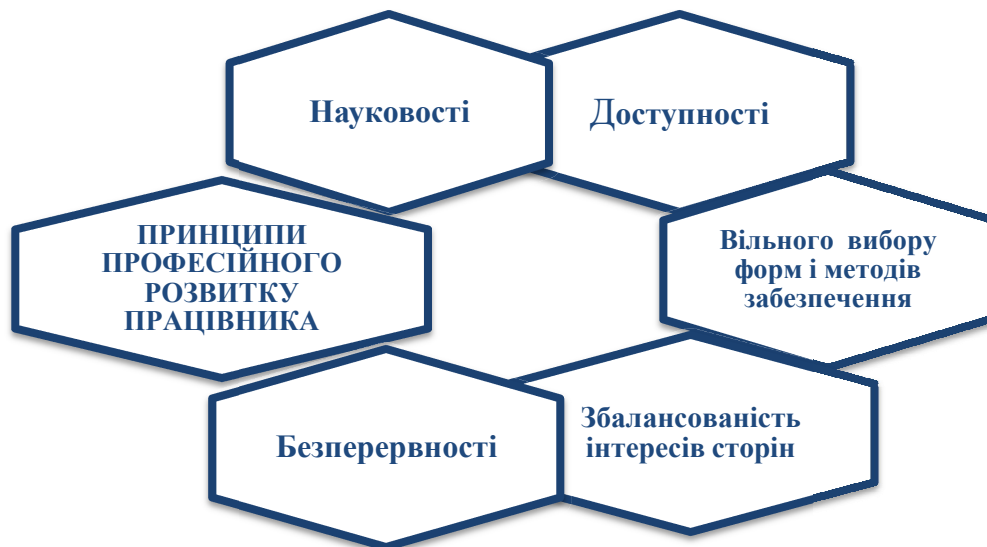 Науковості
Доступності
ПРИНЦИПИ
ПРОФЕСІЙНОГО
РОЗВИТКУ
ПРАЦІВНИКА
Вільного вибору
форм і методів
забезпечення
Безперервності
Збалансованість
інтересів сторін